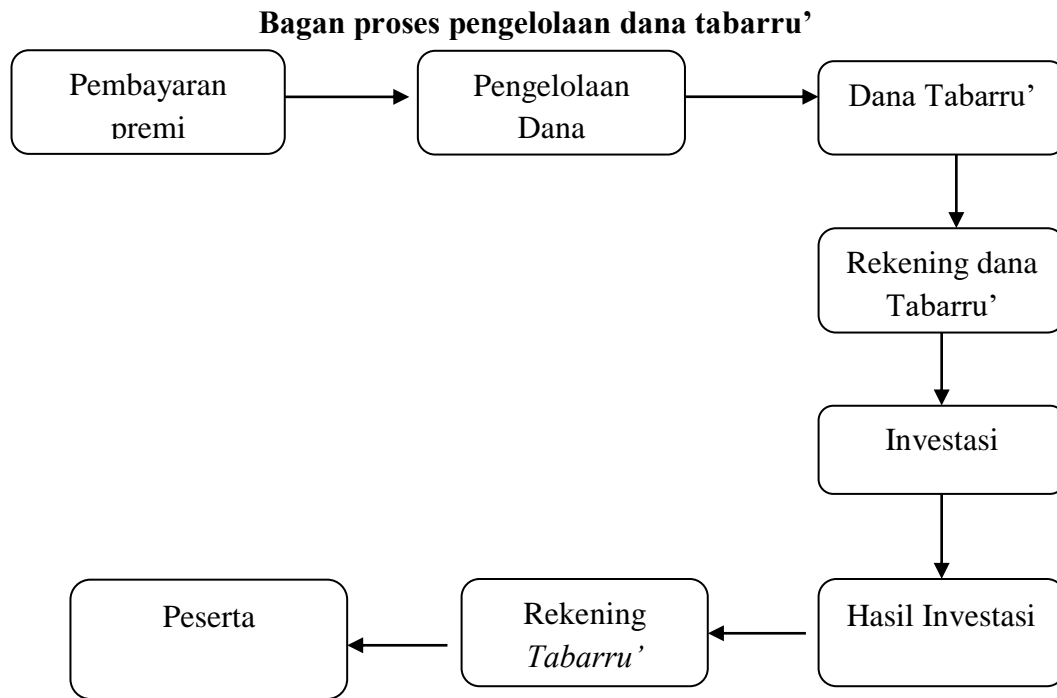 Bagan proses pengelolaan dana tabarru’
Pembayaran
premi
Pengelolaan
Dana
Dana Tabarru’
Rekening dana
Tabarru’
Investasi
Hasil Investasi
Rekening
Tabarru’
Peserta